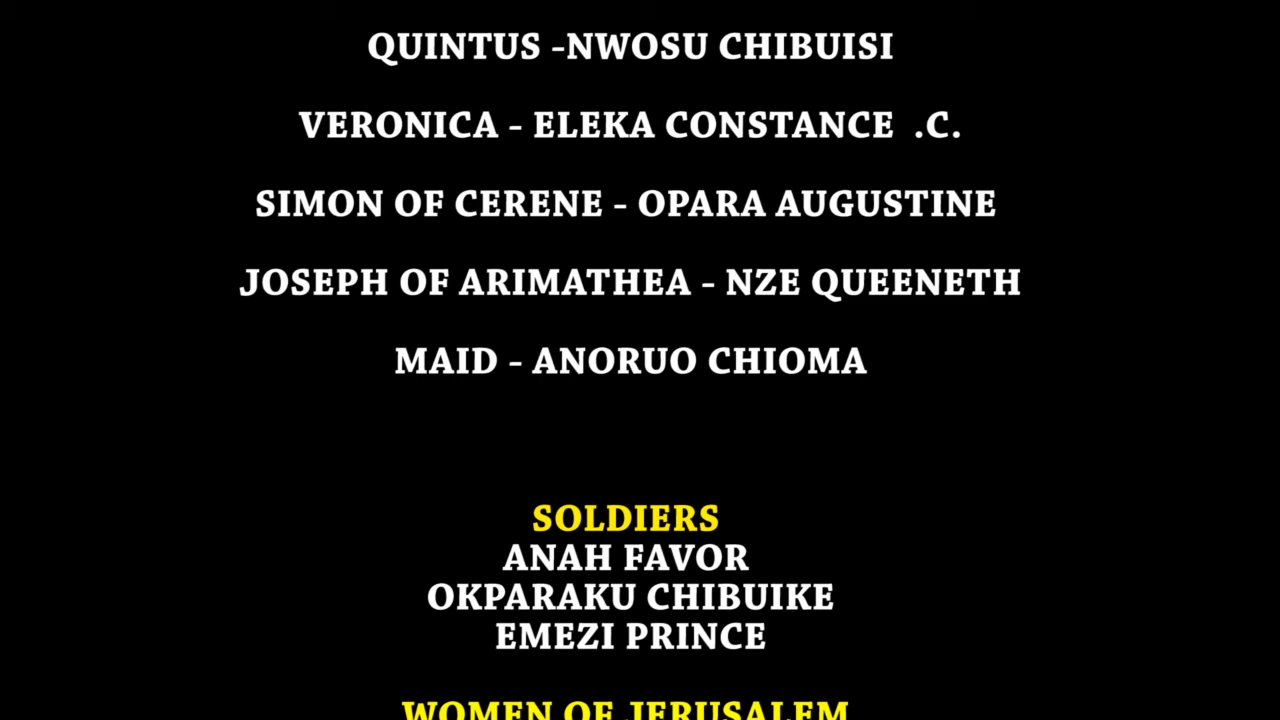 QUINTUS -NWOSU CHIBUISI
VERONICA - ELEKA CONSTANCE  .C.
SIMON OF CERENE - OPARA AUGUSTINE
JOSEPH OF ARIMATHEA - NZE QUEENETH
MAID - ANORUO CHIOMA
SOLDIERS
ANAH FAVOR
OKPARAKU CHIBUIKE
EMEZI PRINCE
WOMEN OF JERUSALEM